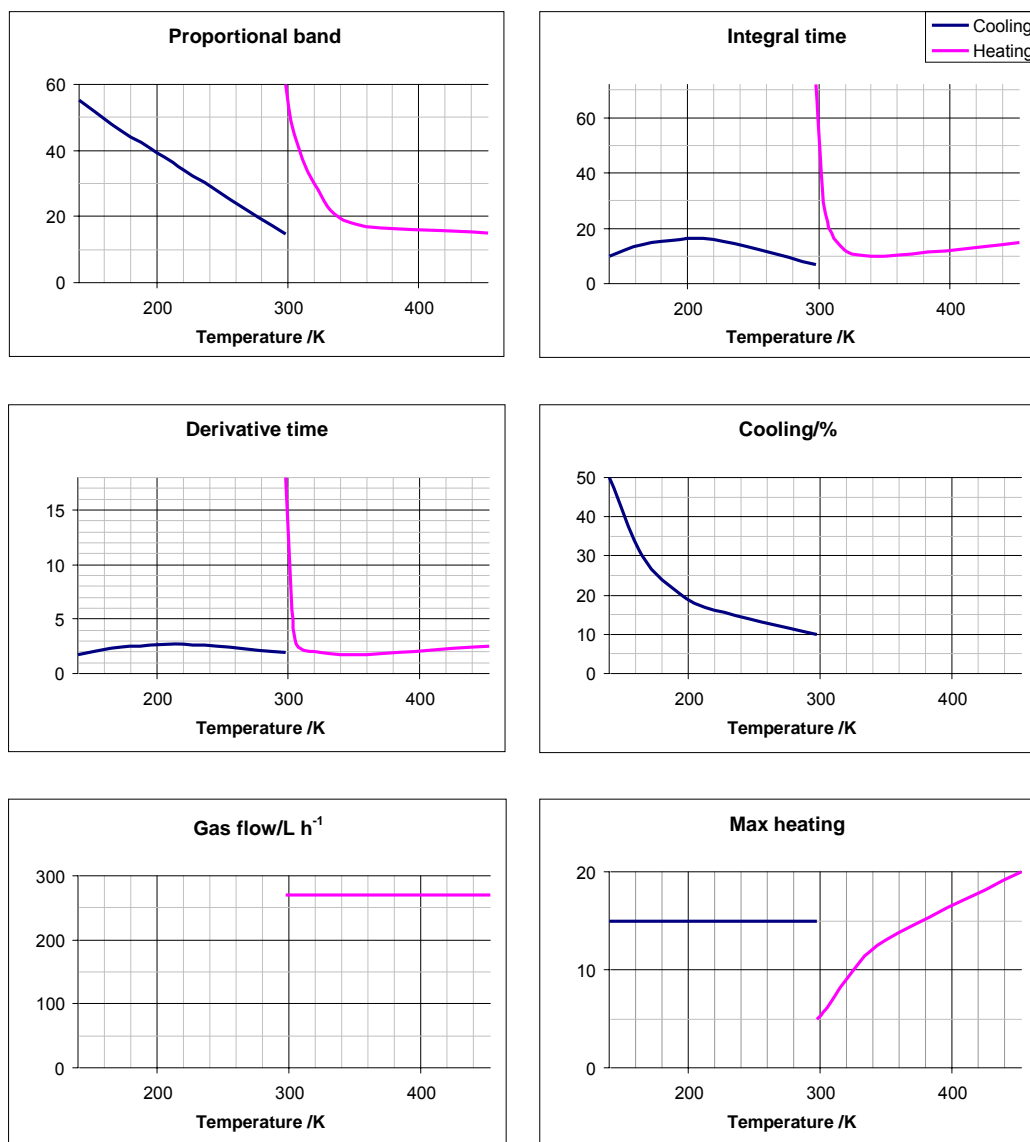 Proportional band
60
40
20
0
200 300 400
Temperature /K
Integral time
Cooling
Heating
60
40
20
0
200 300 400
Temperature /K
Derivative time
15
10
5
0
200 300 400
Temperature /K
Cooling/%
50
40
30
20
10
0
200 300 400
Temperature /K
Gas flow/L h⁻¹
300
200
100
0
200 300 400
Temperature /K
Max heating
20
10
0
200 300 400
Temperature /K